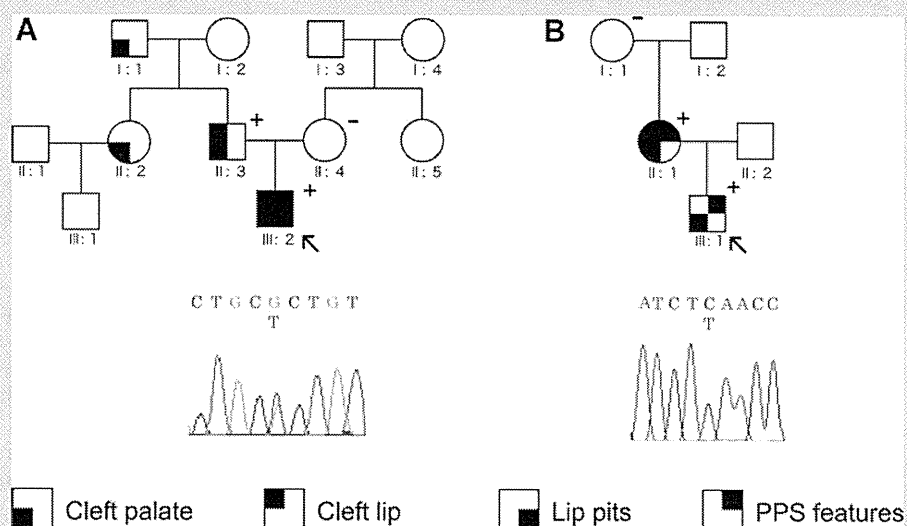 A B
I:1 I:2 I:3 I:4 I:1 - I:2
II:1 II:2 II:3 + II:4 - II:5 II:1 + II:2
III:1 III:2 + III:1 +
C T G C G C T G T
T
A T C T C A A C C
T
Cleft palate Cleft lip Lip pits PPS features